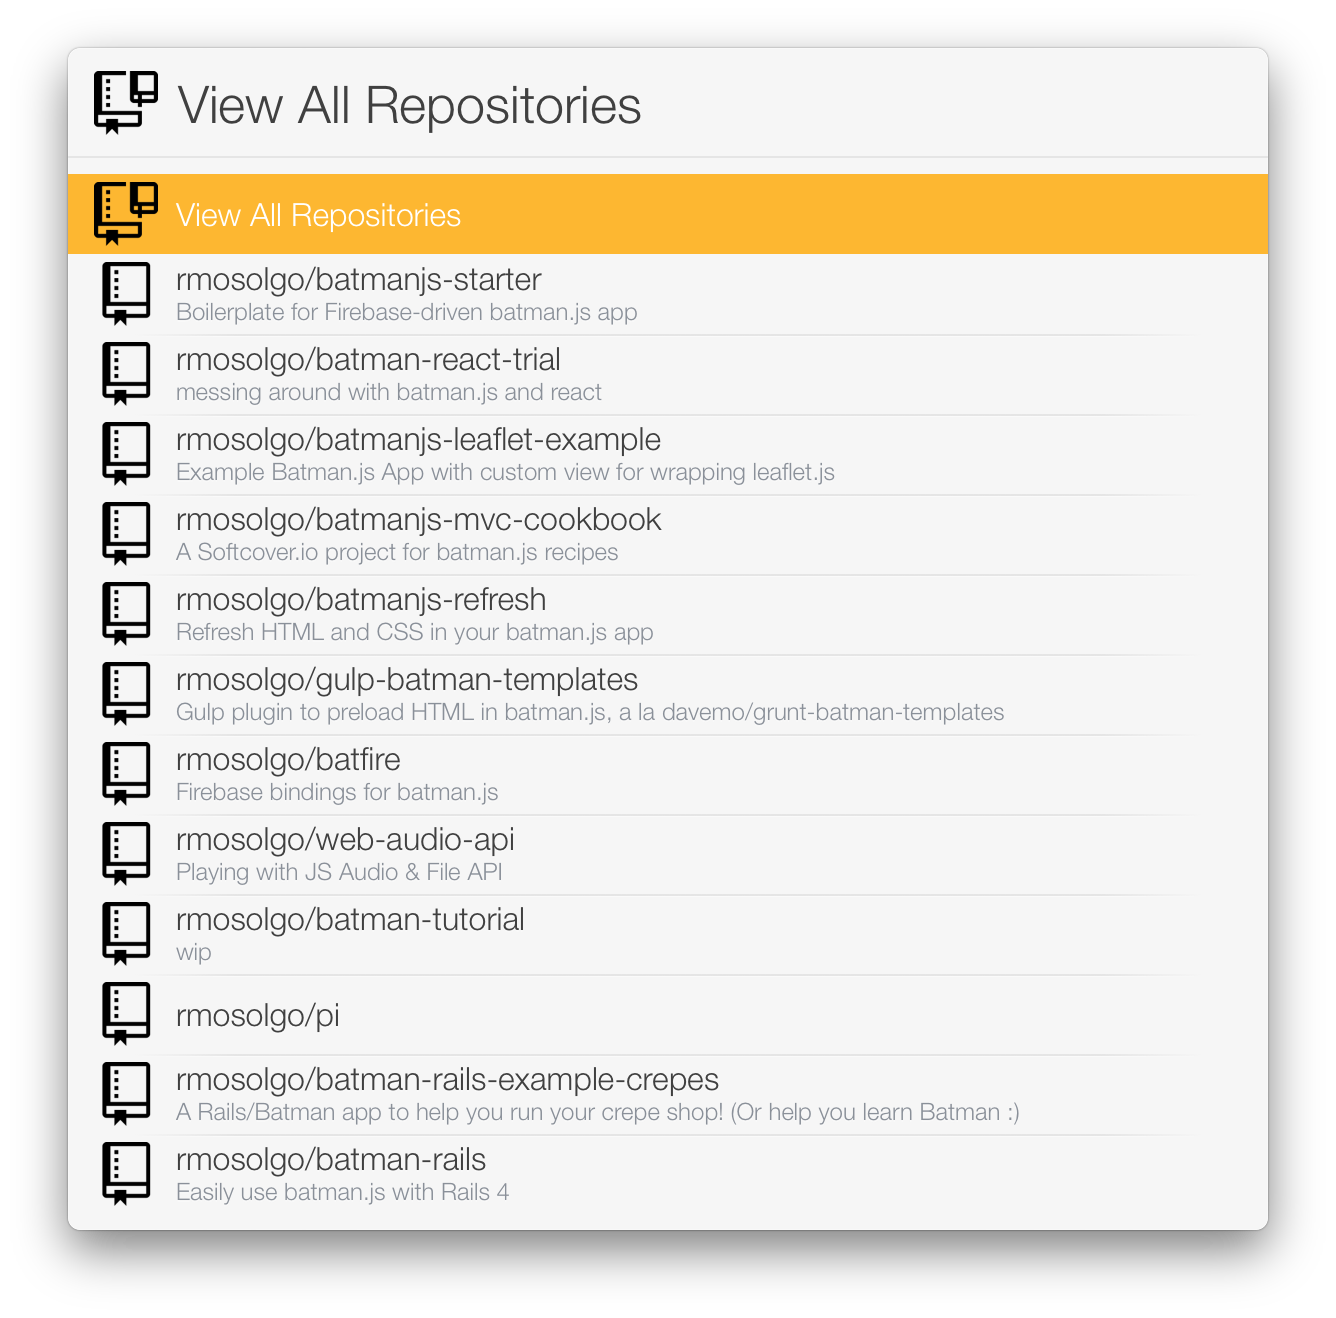 View All Repositories
View All Repositories
rmosolgo/batmanjs-starter
Boilerplate for Firebase-driven batman.js app
rmosolgo/batman-react-trial
messing around with batman.js and react
rmosolgo/batmanjs-leaflet-example
Example Batman.js App with custom view for wrapping leaflet.js
rmosolgo/batmanjs-mvc-cookbook
A Softcover.io project for batman.js recipes
rmosolgo/batmanjs-refresh
Refresh HTML and CSS in your batman.js app
rmosolgo/gulp-batman-templates
Gulp plugin to preload HTML in batman.js, a la davemo/grunt-batman-templates
rmosolgo/batfire
Firebase bindings for batman.js
rmosolgo/web-audio-api
Playing with JS Audio & File API
rmosolgo/batman-tutorial
wip
rmosolgo/pi
rmosolgo/batman-rails-example-crepes
A Rails/Batman app to help you run your crepe shop! (Or help you learn Batman :)
rmosolgo/batman-rails
Easily use batman.js with Rails 4